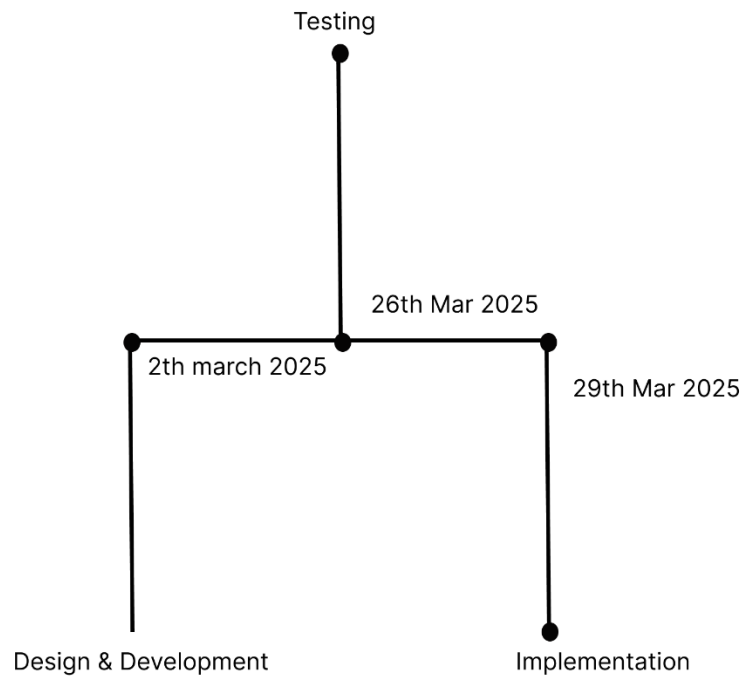 Testing
26th Mar 2025
2th march 2025
29th Mar 2025
Design & Development
Implementation